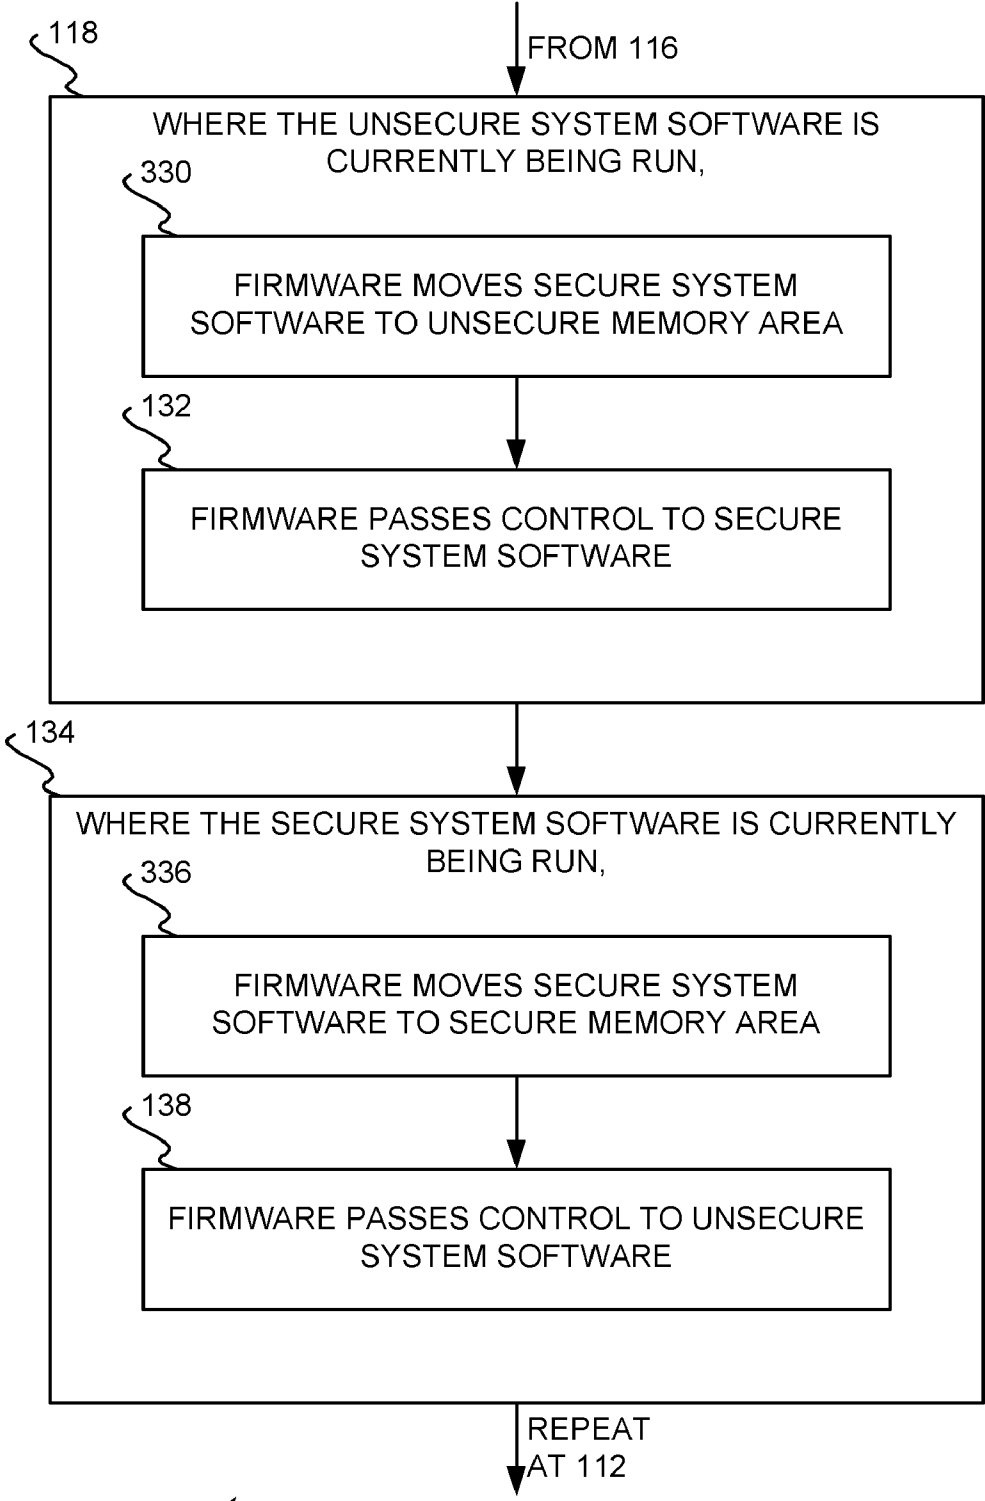 118
FROM 116
WHERE THE UNSECURE SYSTEM SOFTWARE IS
CURRENTLY BEING RUN,
330
FIRMWARE MOVES SECURE SYSTEM
SOFTWARE TO UNSECURE MEMORY AREA
132
FIRMWARE PASSES CONTROL TO SECURE
SYSTEM SOFTWARE
134
WHERE THE SECURE SYSTEM SOFTWARE IS CURRENTLY
BEING RUN,
336
FIRMWARE MOVES SECURE SYSTEM
SOFTWARE TO SECURE MEMORY AREA
138
FIRMWARE PASSES CONTROL TO UNSECURE
SYSTEM SOFTWARE
REPEAT
AT 112